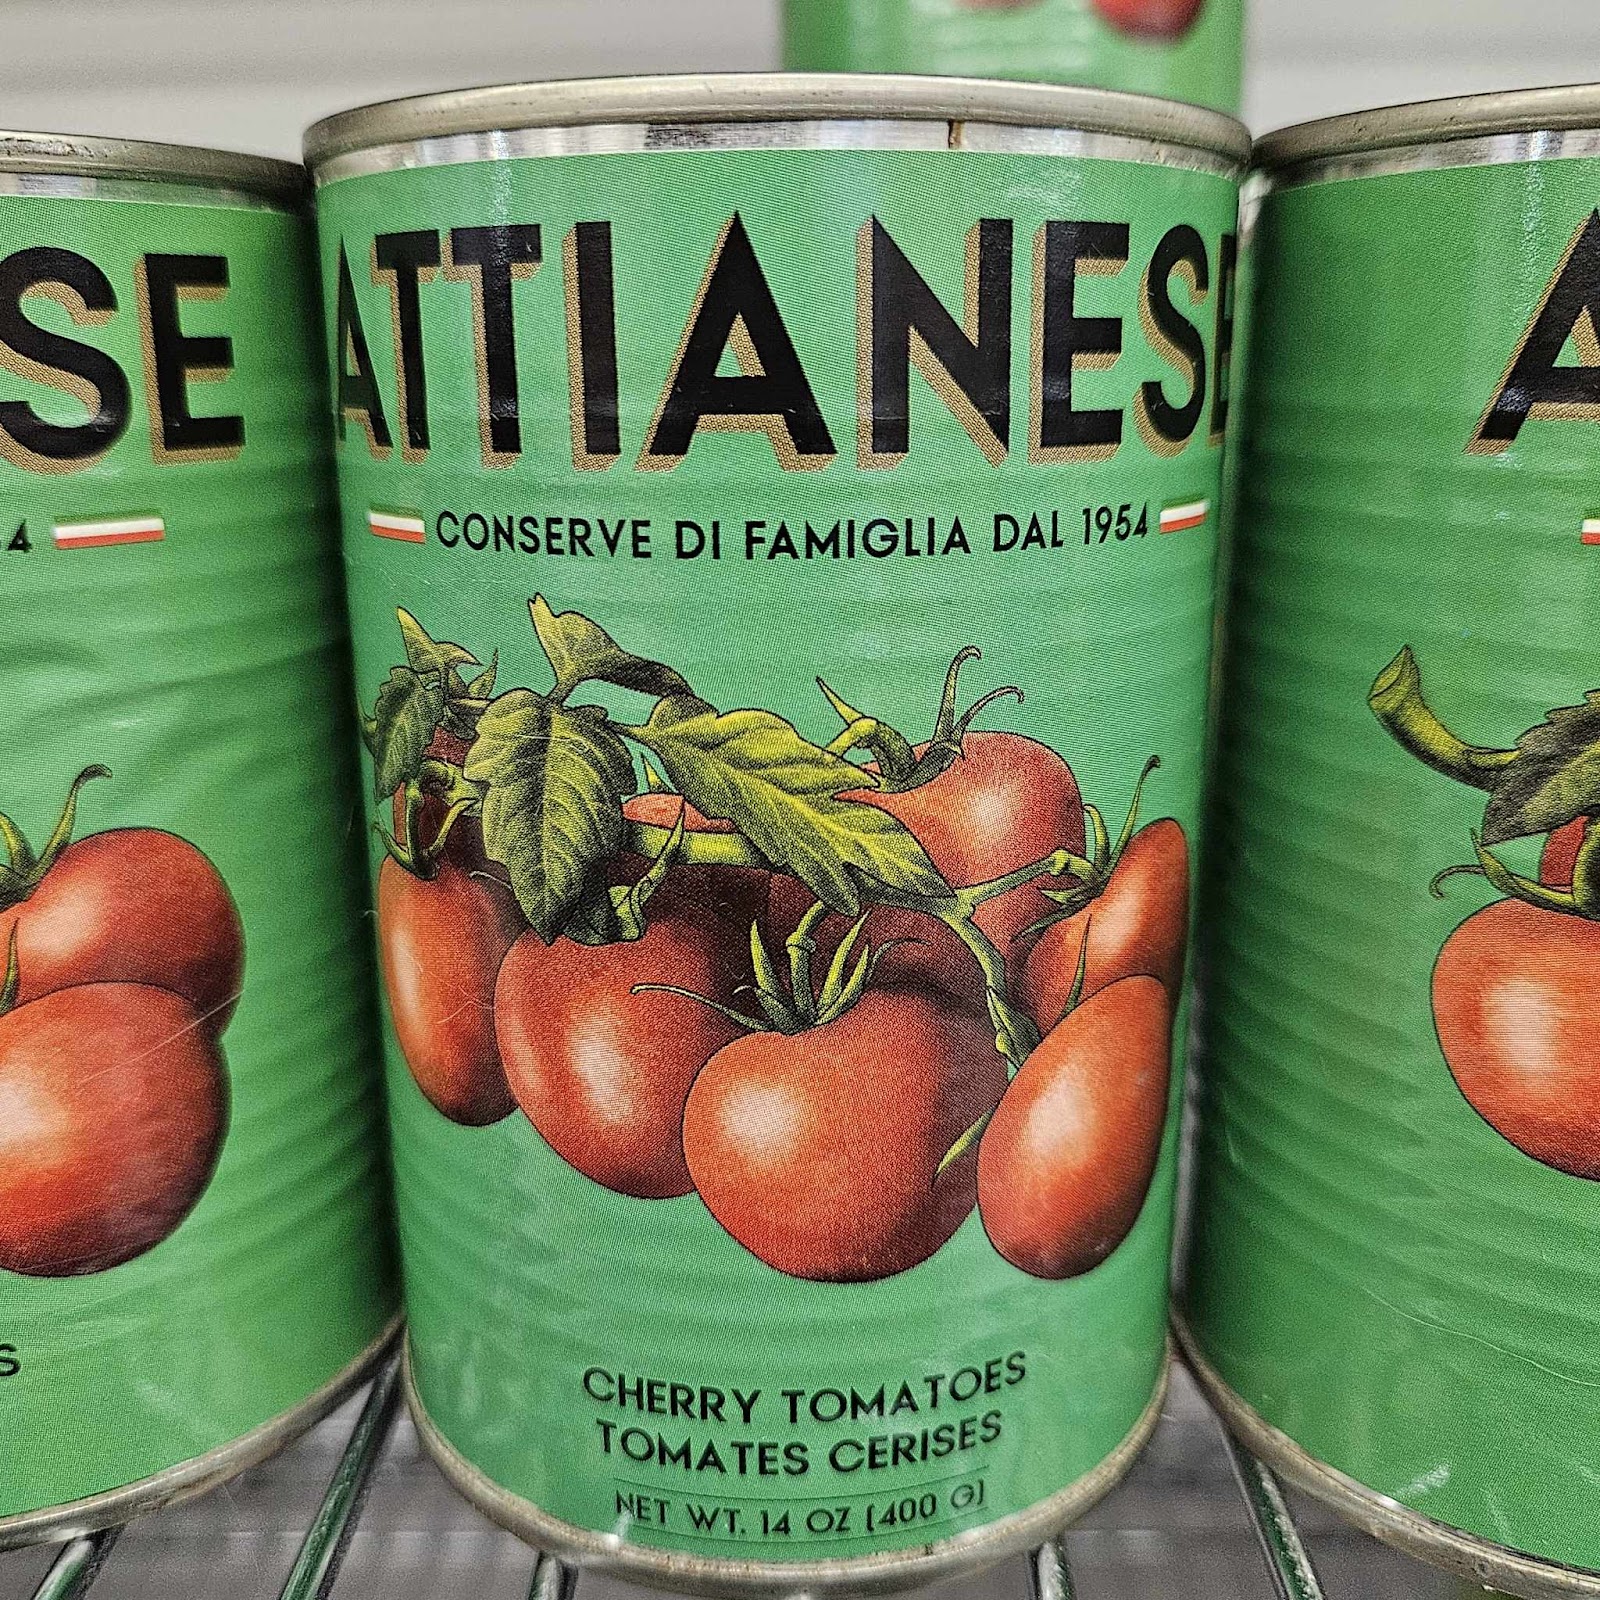 ATTIANESE
CONSERVE DI FAMIGLIA DAL 1954
CHERRY TOMATOES
TOMATES CERISES
NET WT. 14 OZ (400 G)